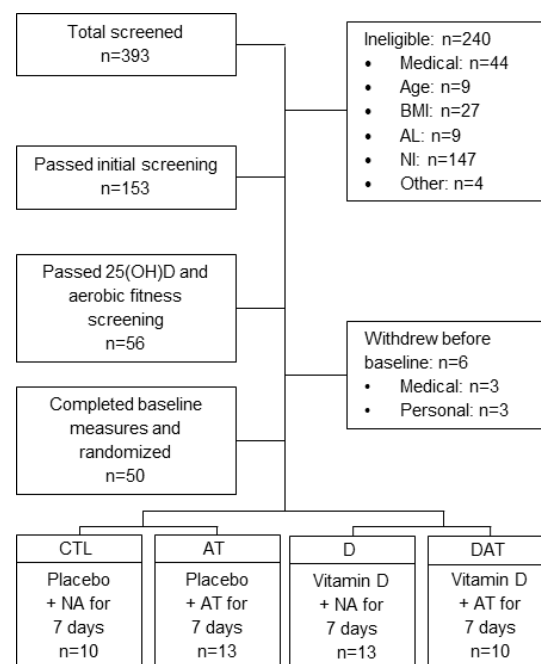 Total screened
n=393
Ineligible: n=240
• Medical: n=44
• Age: n=9
• BMI: n=27
• AL: n=9
• NI: n=147
• Other: n=4
Passed initial screening
n=153
Passed 25(OH)D and
aerobic fitness
screening
n=56
Withdrew before
baseline: n=6
• Medical: n=3
• Personal: n=3
Completed baseline
measures and
randomized
n=50
CTL
Placebo
+ NA for
7 days
n=10
AT
Placebo
+ AT for
7 days
n=13
D
Vitamin D
+ NA for
7 days
n=13
DAT
Vitamin D
+ AT for
7 days
n=10